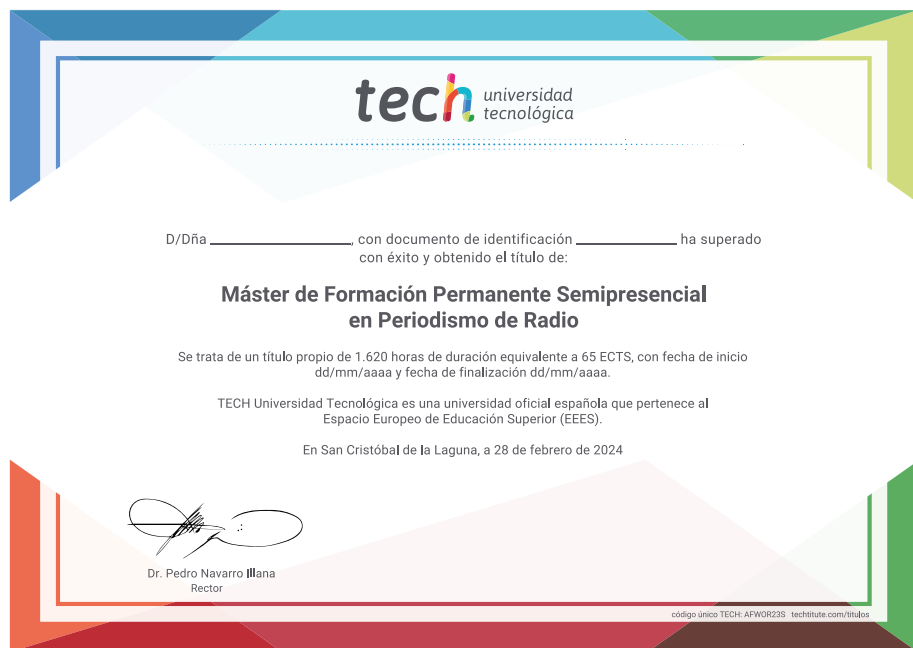 tech universidad
tecnológica
D/Dña ________________, con documento de identificación ____________ ha superado
con éxito y obtenido el título de:
Máster de Formación Permanente Semipresencial
en Periodismo de Radio
Se trata de un título propio de 1.620 horas de duración equivalente a 65 ECTS, con fecha de inicio
dd/mm/aaaa y fecha de finalización dd/mm/aaaa.
TECH Universidad Tecnológica es una universidad oficial española que pertenece al
Espacio Europeo de Educación Superior (EEES).
En San Cristóbal de la Laguna, a 28 de febrero de 2024
Dr. Pedro Navarro Illana
Rector
código único TECH: AFWOR23S techtitute.com/titulos